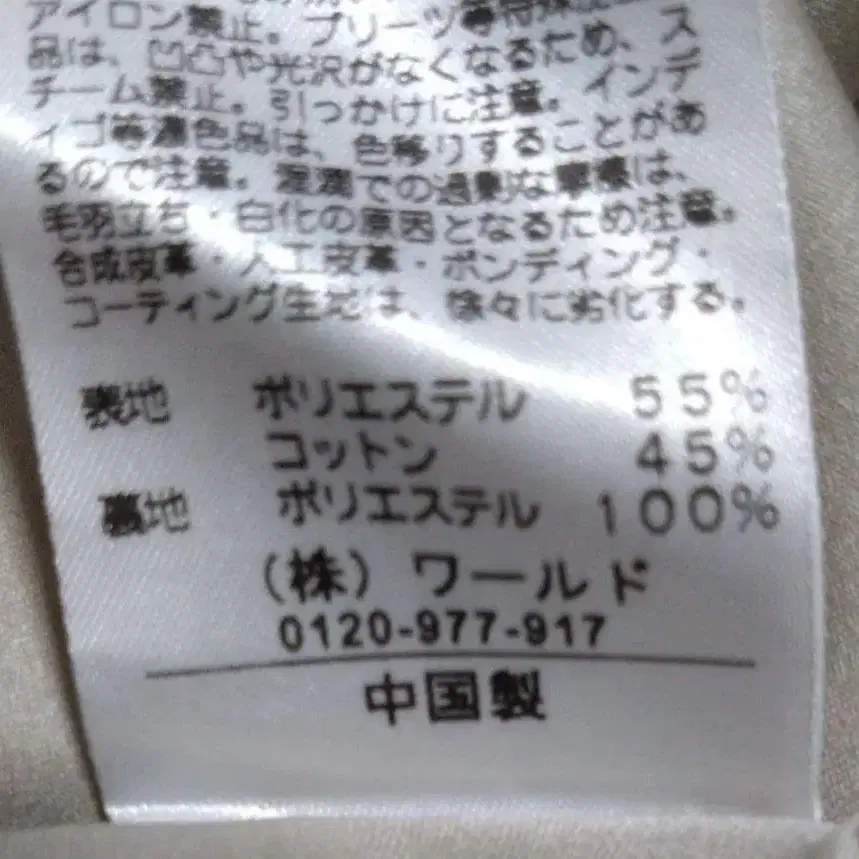 アイロン禁止。プリーツ等特殊
品は、凹凸や光沢がなくなるため、ス
チーム禁止。引っかけに注意。インデ
ィゴ等濃色品は、色移りすることがあ
るので注意。湿潤での過剰な摩擦は、
毛羽立ち・白化の原因となるため注意。
合成皮革・人工皮革・ボンディング・
コーティング生地は、徐々に劣化する。
表地 ポリエステル 55%
コットン 45%
裏地 ポリエステル 100%
(株)ワールド
0120-977-917
中国製